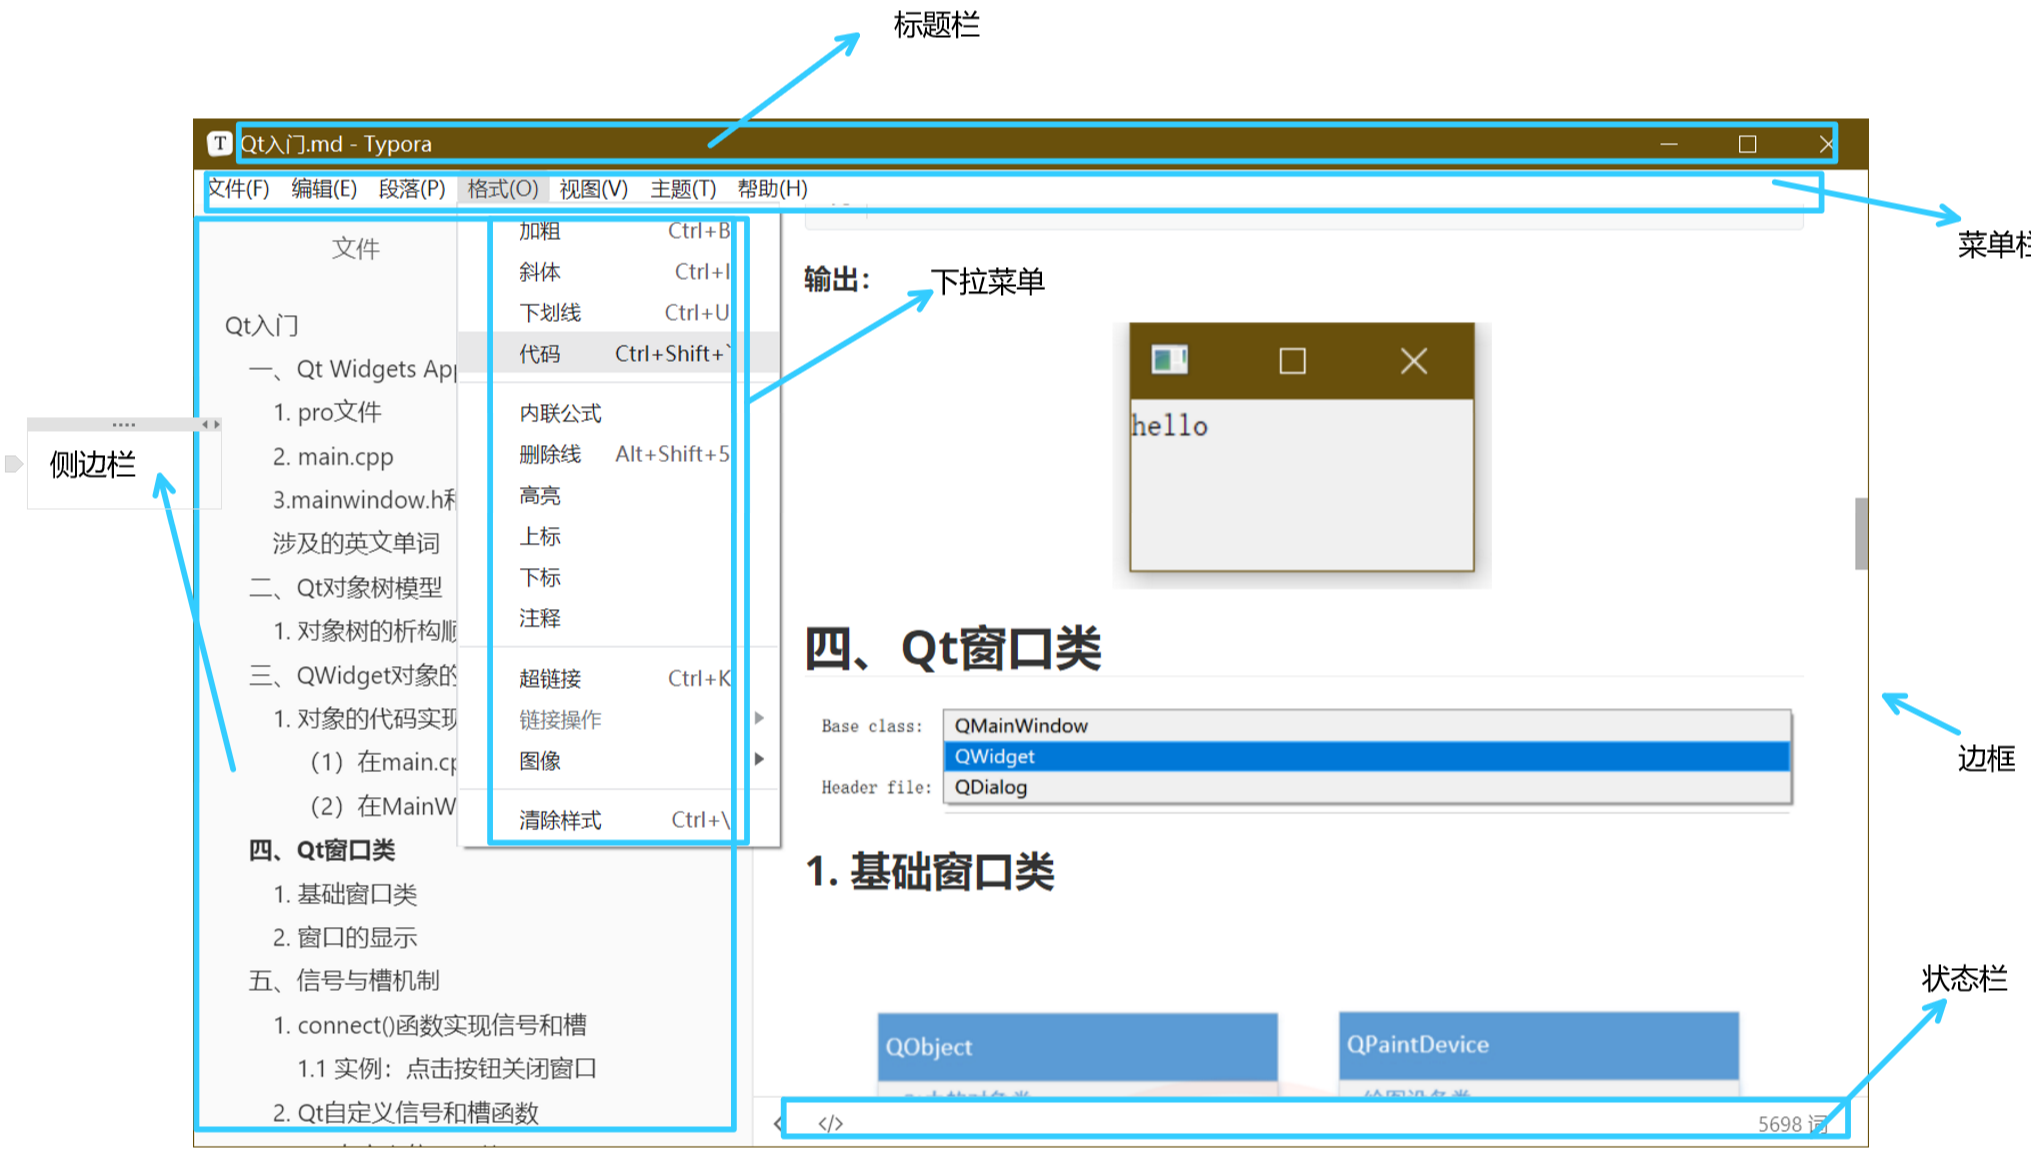 标题栏
T Qt入门.md - Typora
文件(F) 编辑(E) 段落(P) 格式(O) 视图(V) 主题(T) 帮助(H)
菜单栏
文件
Qt入门
一、Qt Widgets App
1. pro文件
2. main.cpp
3.mainwindow.h和
涉及的英文单词
二、Qt对象树模型
1. 对象树的析构顺
三、QWidget对象的
1. 对象的代码实现
（1）在main.cp
（2）在MainW
四、Qt窗口类
1. 基础窗口类
2. 窗口的显示
五、信号与槽机制
1. connect()函数实现信号和槽
1.1 实例：点击按钮关闭窗口
2. Qt自定义信号和槽函数
侧边栏
加粗 Ctrl+B
斜体 Ctrl+I
下划线 Ctrl+U
代码 Ctrl+Shift+`
内联公式
删除线 Alt+Shift+5
高亮
上标
下标
注释
超链接 Ctrl+K
链接操作
图像
清除样式 Ctrl+\
下拉菜单
输出：
hello
四、Qt窗口类
Base class: QMainWindow
QWidget
Header file: QDialog
边框
1. 基础窗口类
状态栏
QObject
QPaintDevice
</> 5698 词